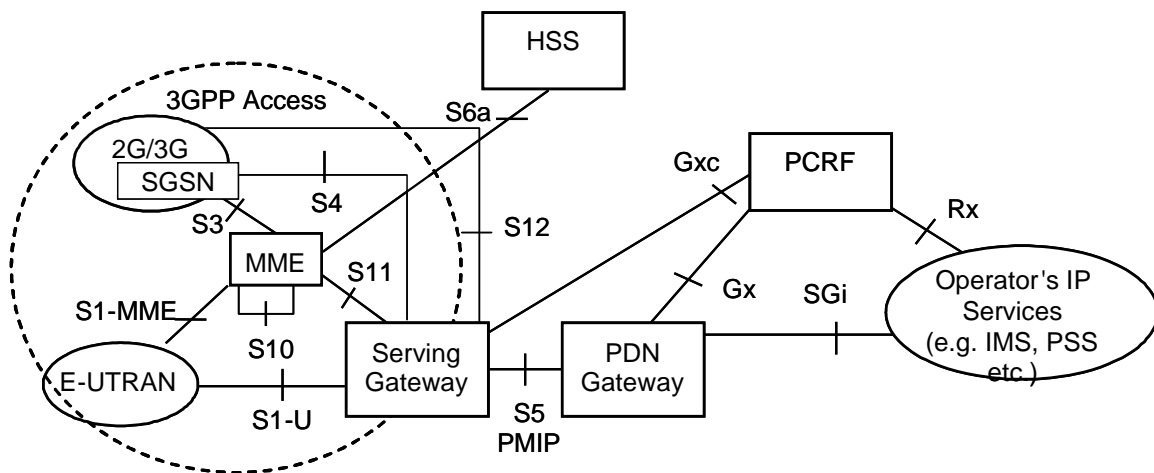 HSS
3GPP Access
S6a
2G/3G
SGSN
S4
S3
Gxc
PCRF
Rx
S12
MME
S11
S1-MME
S10
Gx
SGi
Operator's IP
Services
(e.g. IMS, PSS
etc.)
Serving
Gateway
PDN
Gateway
E-UTRAN
S1-U
S5
PMIP